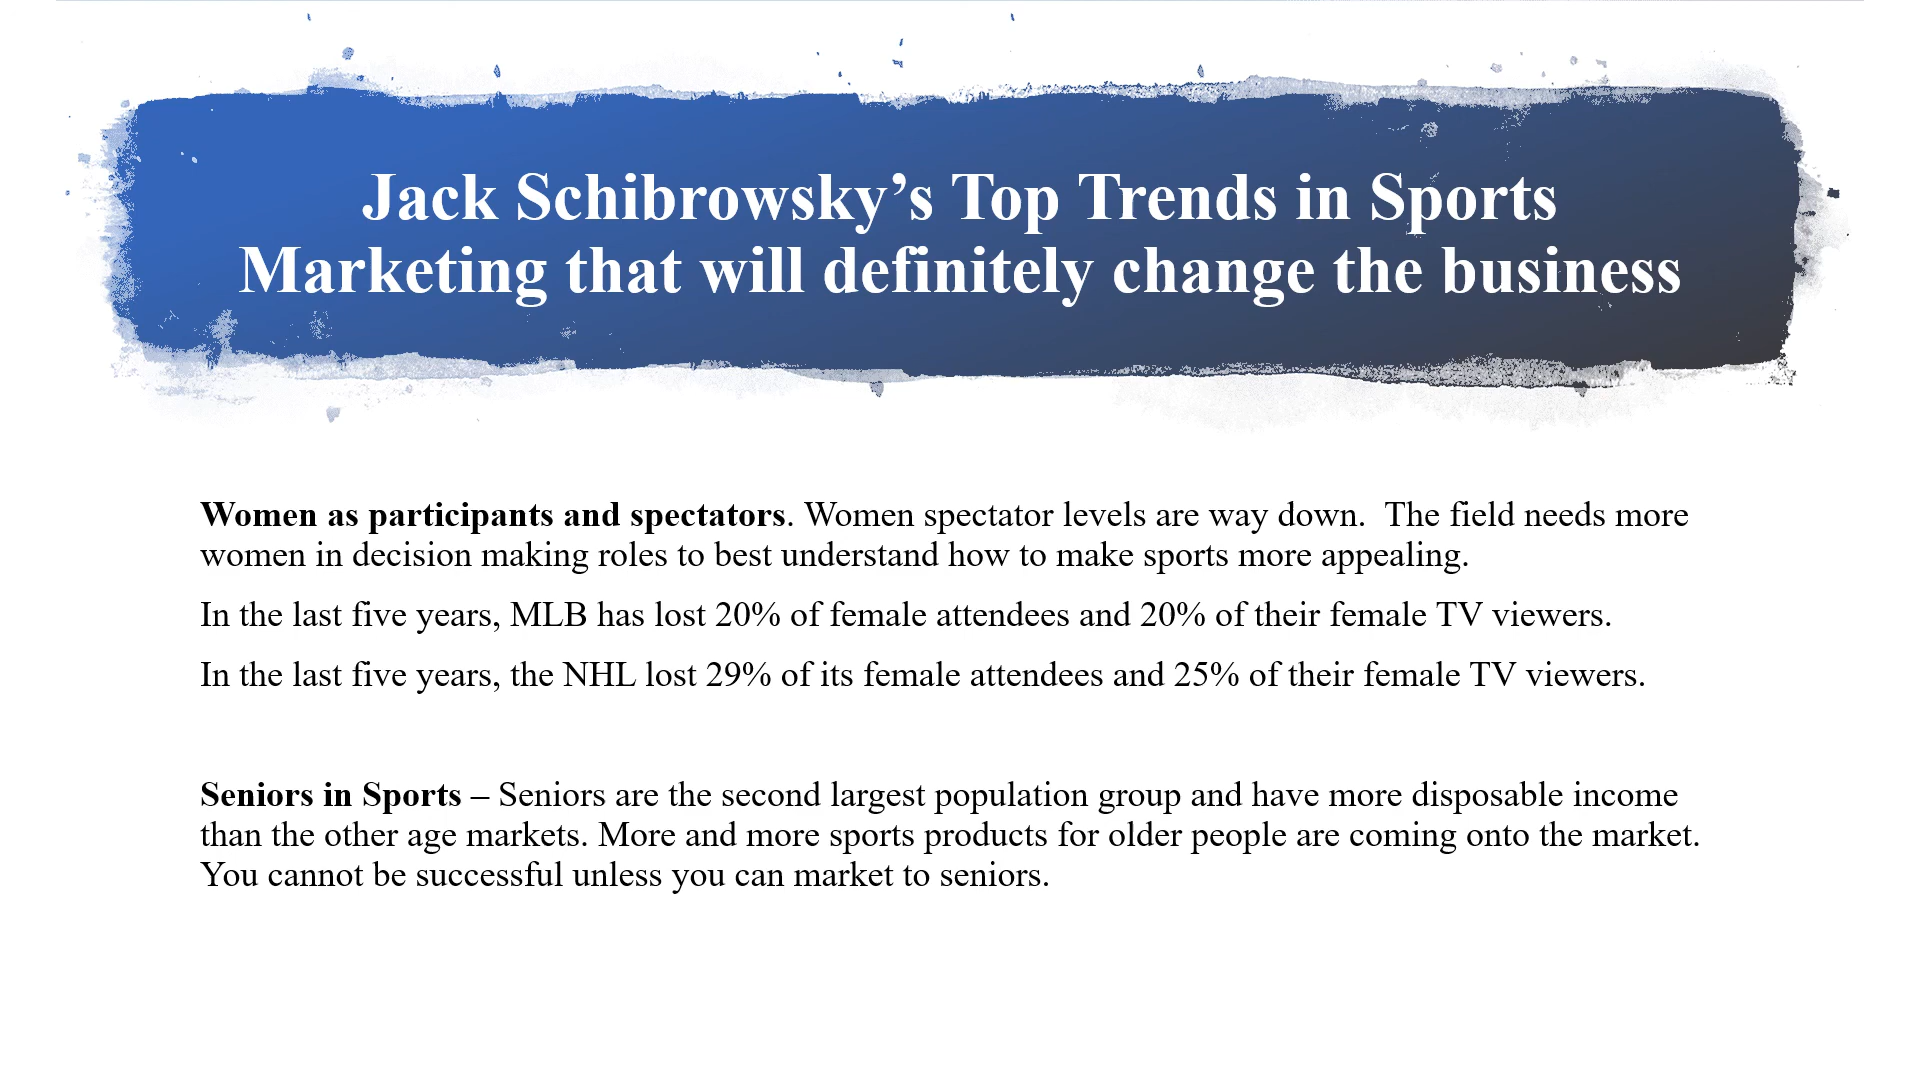 Jack Schibrowsky’s Top Trends in Sports
Marketing that will definitely change the business
Women as participants and spectators. Women spectator levels are way down.  The field needs more
women in decision making roles to best understand how to make sports more appealing.
In the last five years, MLB has lost 20% of female attendees and 20% of their female TV viewers.
In the last five years, the NHL lost 29% of its female attendees and 25% of their female TV viewers.
Seniors in Sports – Seniors are the second largest population group and have more disposable income
than the other age markets. More and more sports products for older people are coming onto the market.
You cannot be successful unless you can market to seniors.